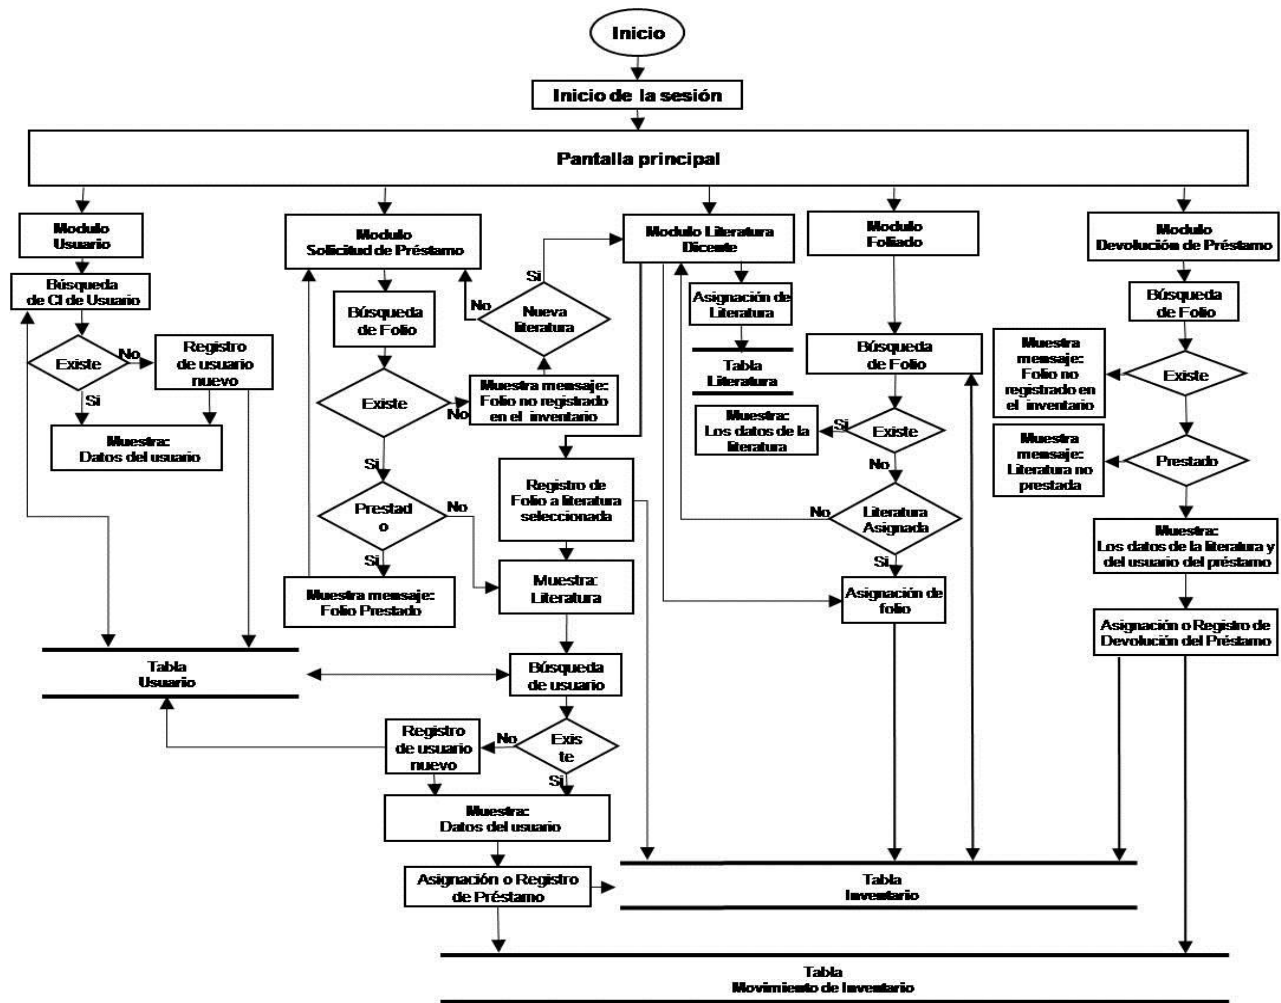 Inicio
Inicio de la sesión
Pantalla principal
Modulo
Usuario
Búsqueda
de CI de Usuario
Existe
No
Si
Registro
de usuario
nuevo
Muestra:
Datos del usuario
Tabla
Usuario
Modulo
Solicitud de Préstamo
Búsqueda
de Folio
Existe
No
Si
Muestra mensaje:
Folio no registrado
en el inventario
Nueva
literatura
No
Si
Prestad
o
No
Si
Muestra mensaje:
Folio Prestado
Modulo Literatura
Dicente
Asignación de
Literatura
Tabla
Literatura
Registro de
Folio a literatura
seleccionada
Muestra:
Literatura
Búsqueda
de usuario
Exis
te
No
Si
Registro
de usuario
nuevo
Muestra:
Datos del usuario
Asignación o Registro
de Préstamo
Modulo
Foliado
Búsqueda
de Folio
Existe
Si
No
Muestra:
Los datos de la
literatura
Literatura
Asignada
No
Si
Asignación de
folio
Modulo
Devolución de Préstamo
Búsqueda
de Folio
Existe
Muestra
mensaje:
Folio no
registrado en
el inventario
Prestado
Muestra
mensaje:
Literatura no
prestada
Muestra:
Los datos de la literatura y
del usuario del préstamo
Asignación o Registro de
Devolución del Préstamo
Tabla
Inventario
Tabla
Movimiento de Inventario